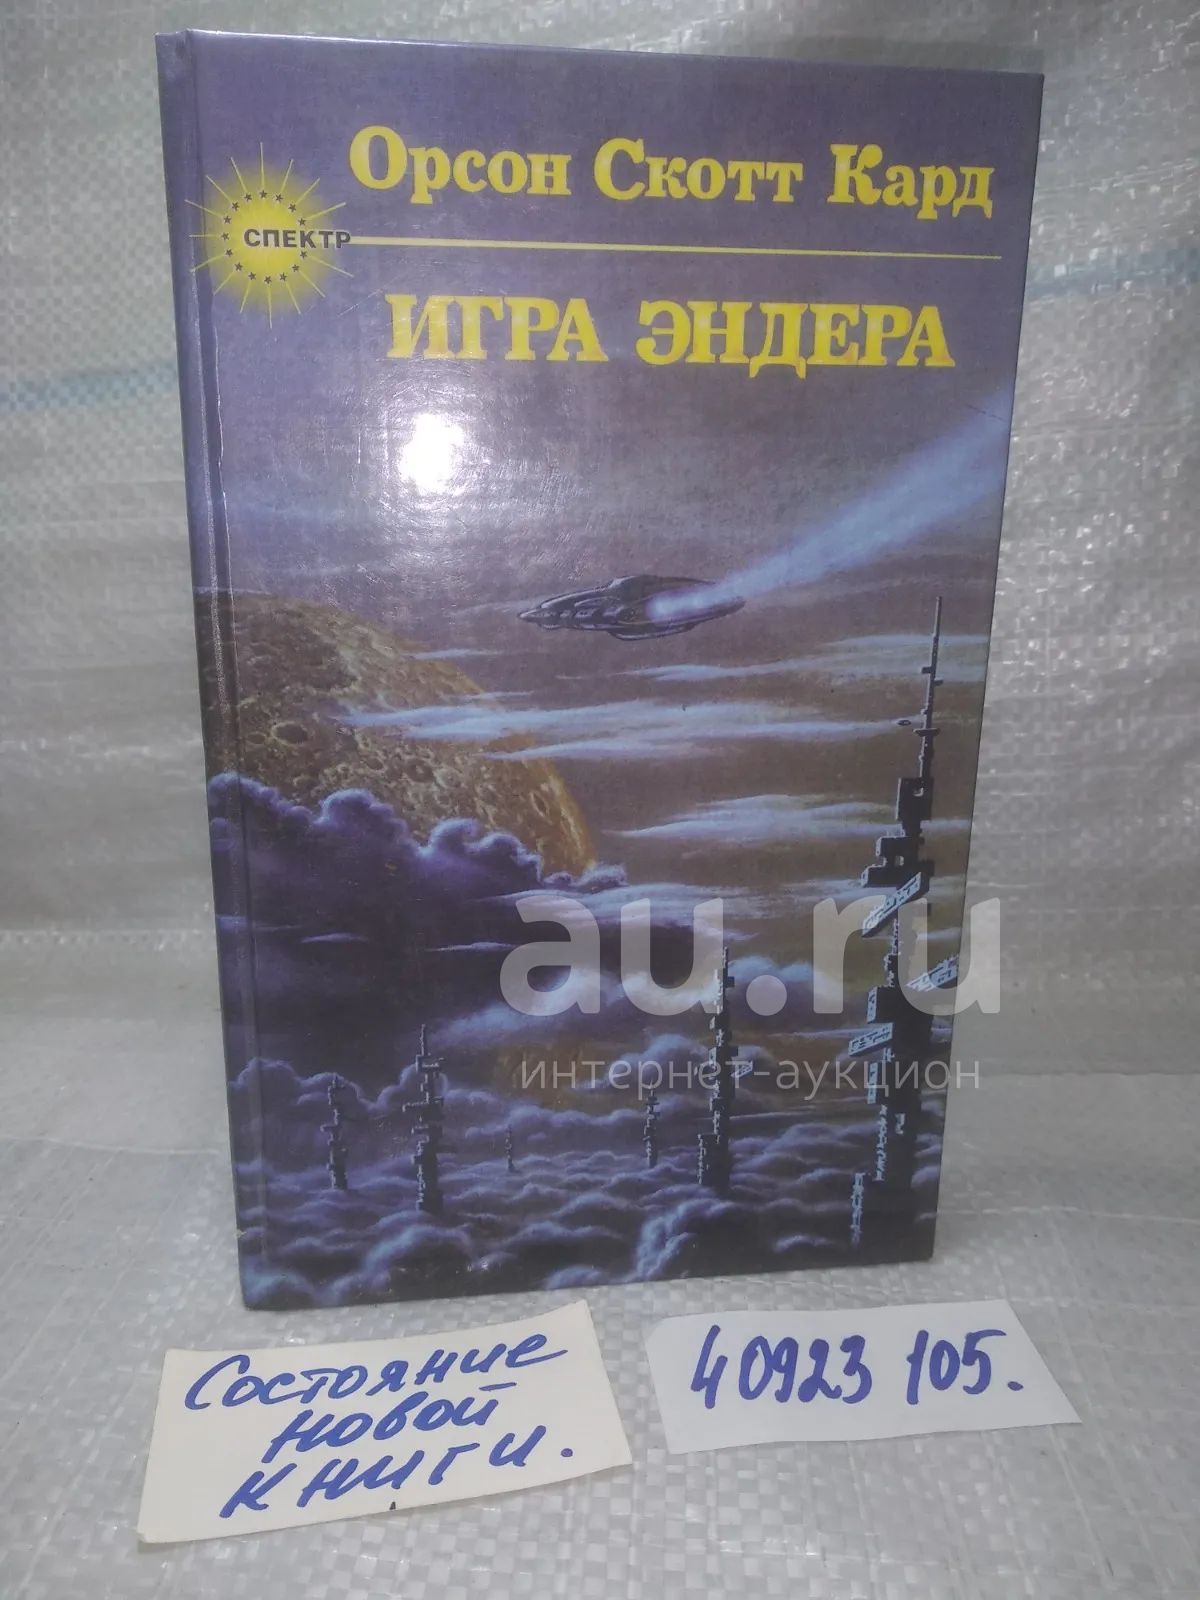 Орсон Скотт Кард
СПЕКТР
ИГРА ЭНДЕРА
au.ru
интернет-аукцион
Состояние
новой
книги.
40923 105.